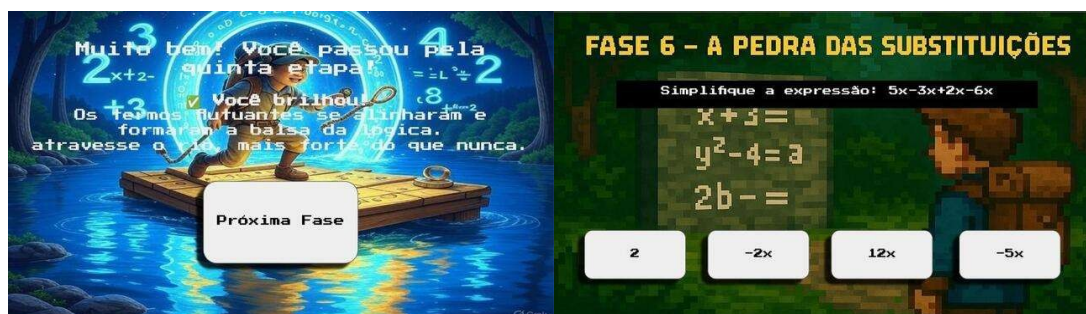 Muito bem! Você passou pela
quinta etapa!
✅ Você brilhou!
Os termos flutuantes se alinharam e
formaram a balsa da lógica.
atravesse o rio, mais forte do que nunca.
Próxima Fase
FASE 6 - A PEDRA DAS SUBSTITUIÇÕES
Simplifique a expressão: 5x-3x+2x-6x
x+3=
y²-4=a
2b-=
2
-2x
12x
-5x